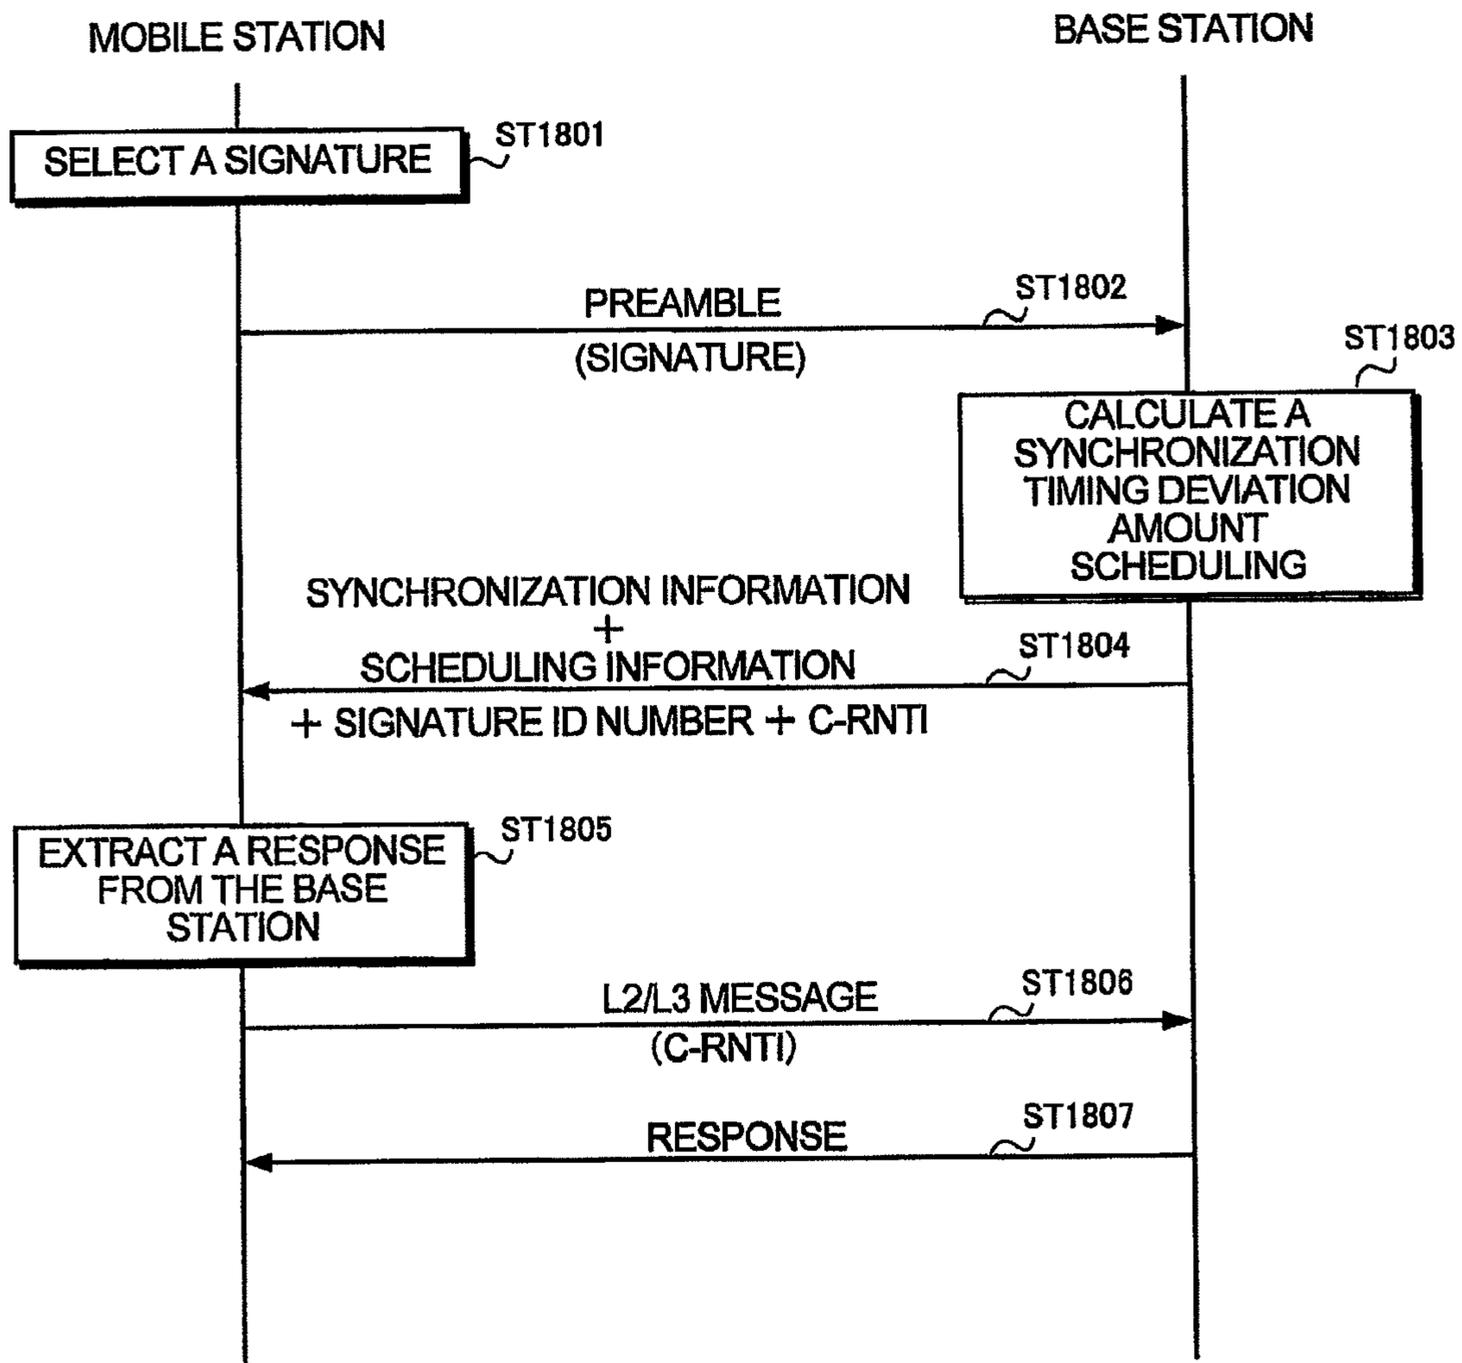 MOBILE STATION
BASE STATION
SELECT A SIGNATURE
ST1801
PREAMBLE
ST1802
(SIGNATURE)
ST1803
CALCULATE A
SYNCHRONIZATION
TIMING DEVIATION
AMOUNT
SCHEDULING
SYNCHRONIZATION INFORMATION
+
SCHEDULING INFORMATION
ST1804
+ SIGNATURE ID NUMBER + C-RNTI
EXTRACT A RESPONSE
FROM THE BASE
STATION
ST1805
L2/L3 MESSAGE
ST1806
(C-RNTI)
RESPONSE
ST1807